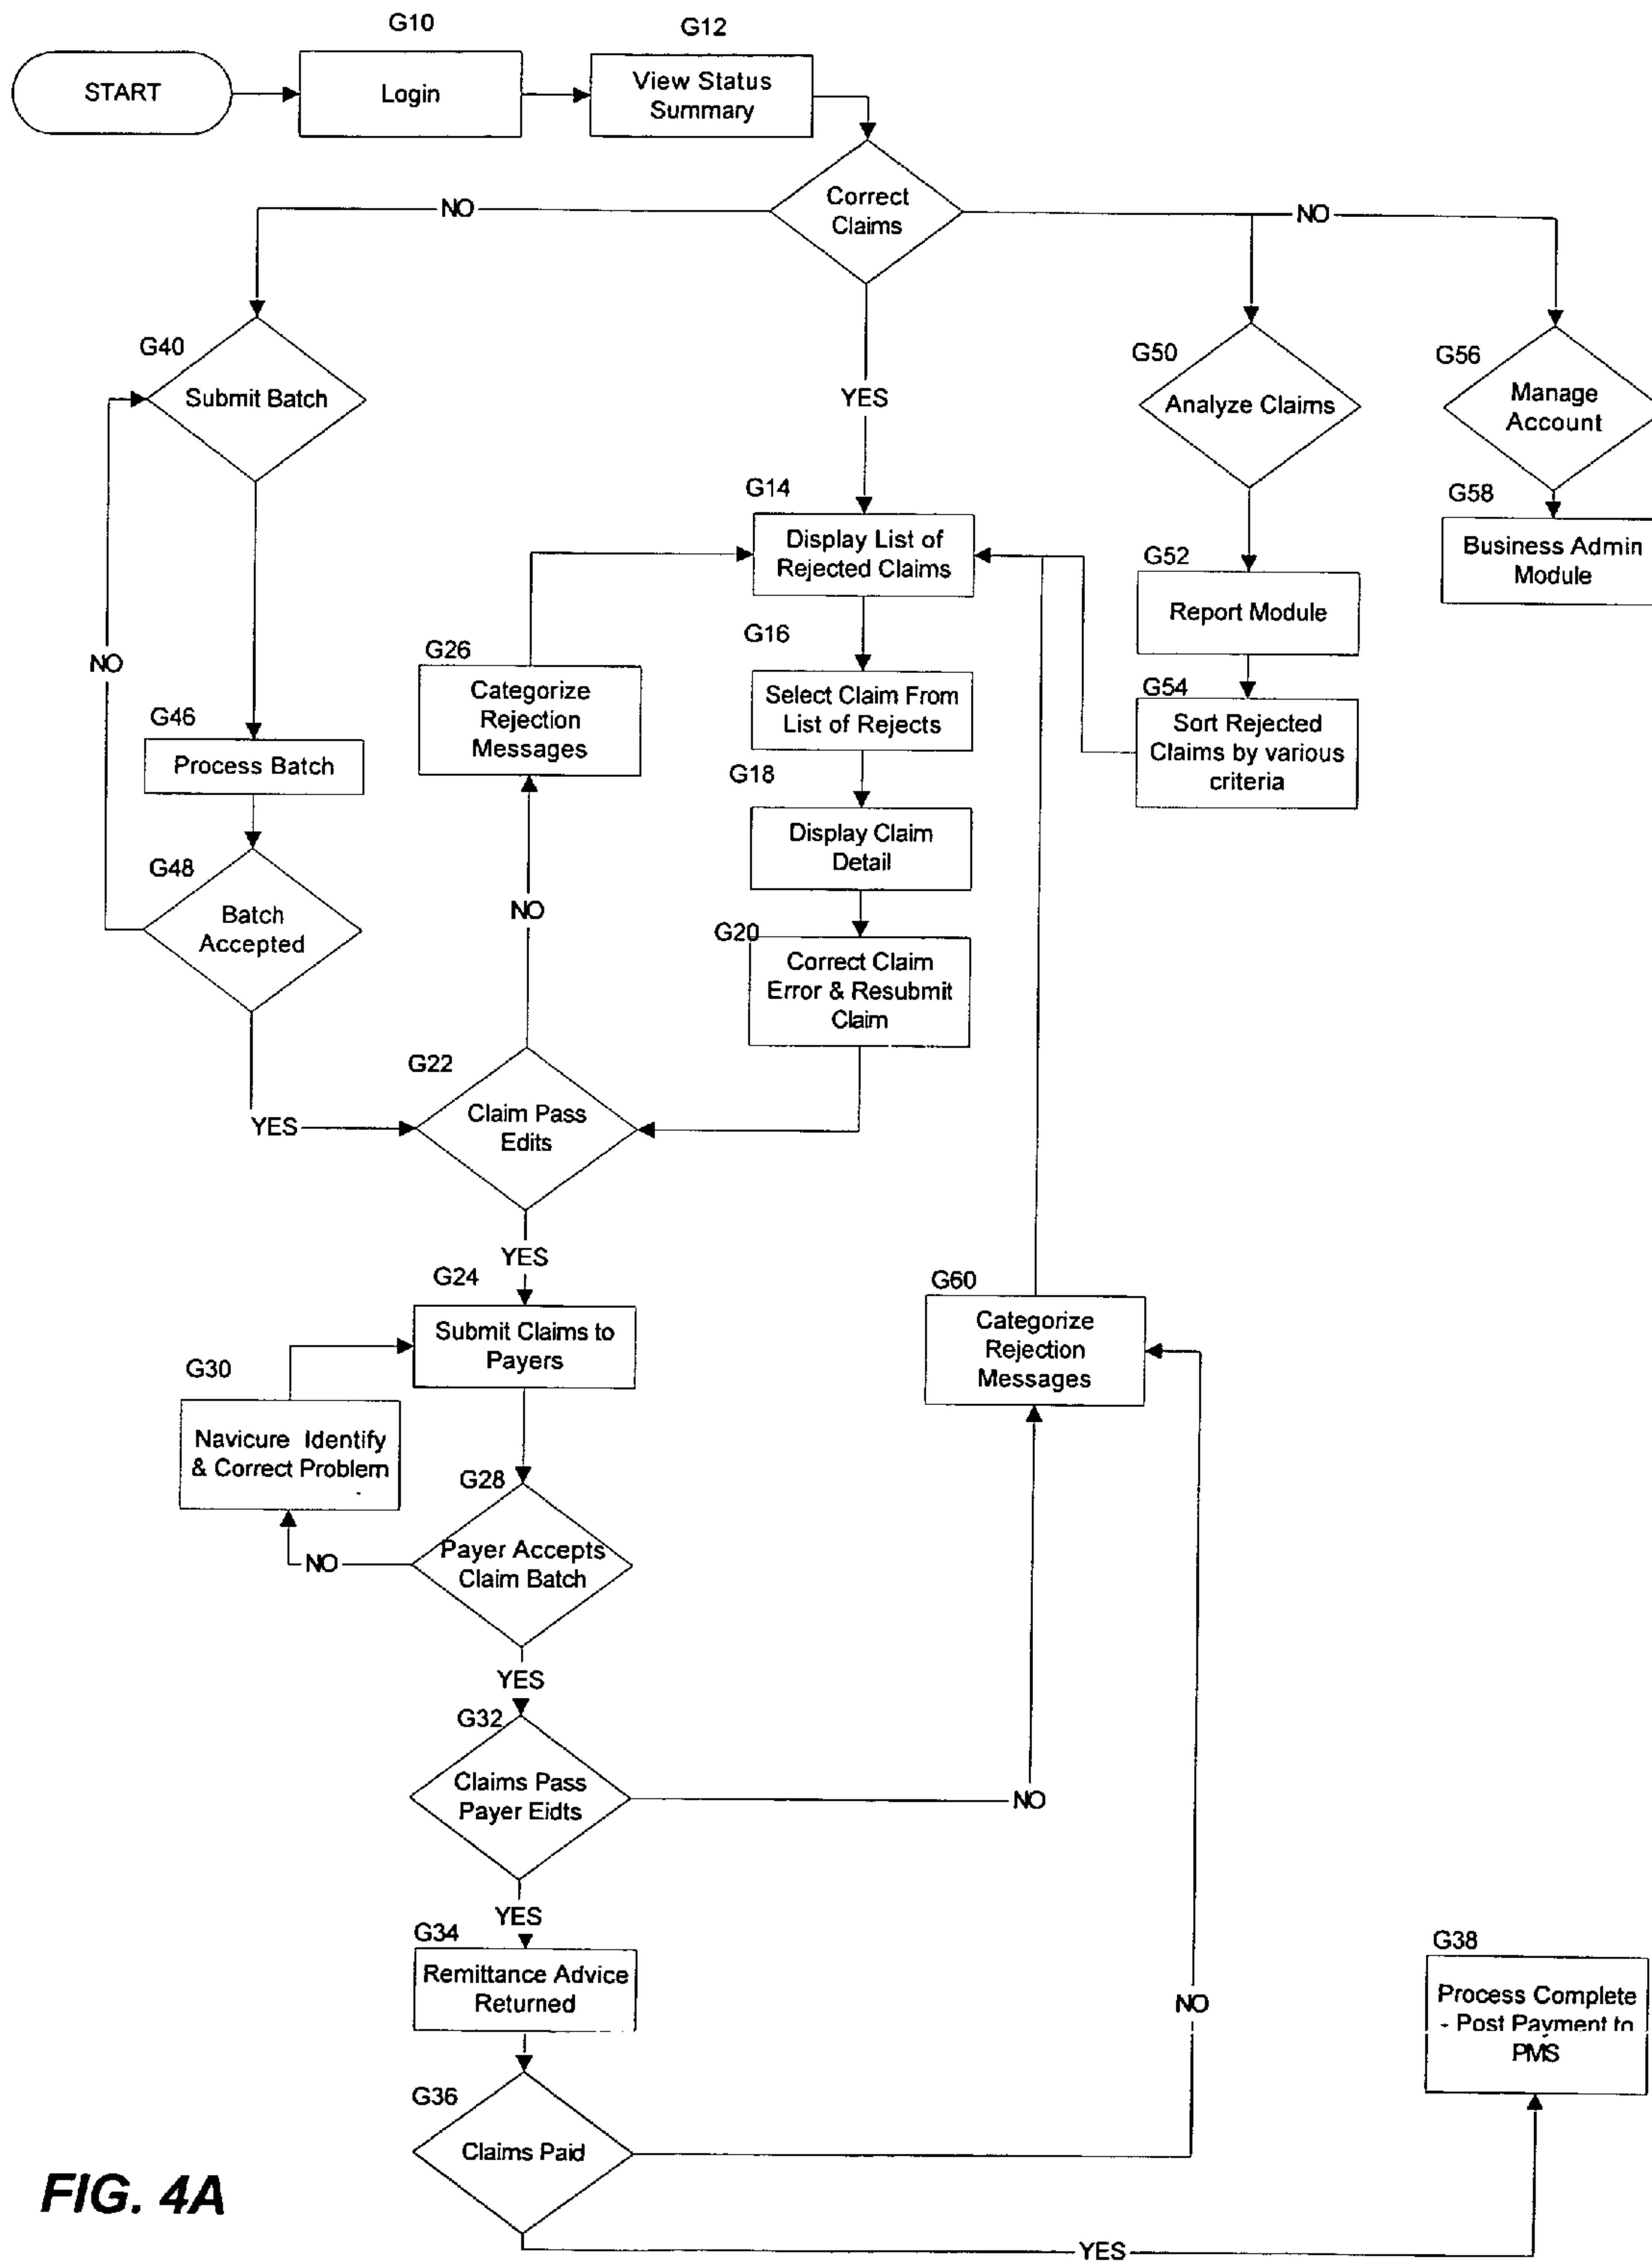 G10
G12
START
Login
View Status
Summary
Correct
Claims
NO
NO
G40
Submit Batch
G50
Analyze Claims
G56
Manage
Account
YES
G14
Display List of
Rejected Claims
G58
Business Admin
Module
G52
Report Module
NO
G26
Categorize
Rejection
Messages
G16
Select Claim From
List of Rejects
G54
Sort Rejected
Claims by various
criteria
G46
Process Batch
G18
Display Claim
Detail
G48
Batch
Accepted
NO
G20
Correct Claim
Error & Resubmit
Claim
G22
Claim Pass
Edits
YES
YES
G24
Submit Claims to
Payers
G60
Categorize
Rejection
Messages
G30
Navicure Identify
& Correct Problem
G28
Payer Accepts
Claim Batch
NO
YES
G32
Claims Pass
Payer Eidts
NO
YES
G34
Remittance Advice
Returned
NO
G38
Process Complete
- Post Payment to
PMS
G36
Claims Paid
FIG. 4A
YES